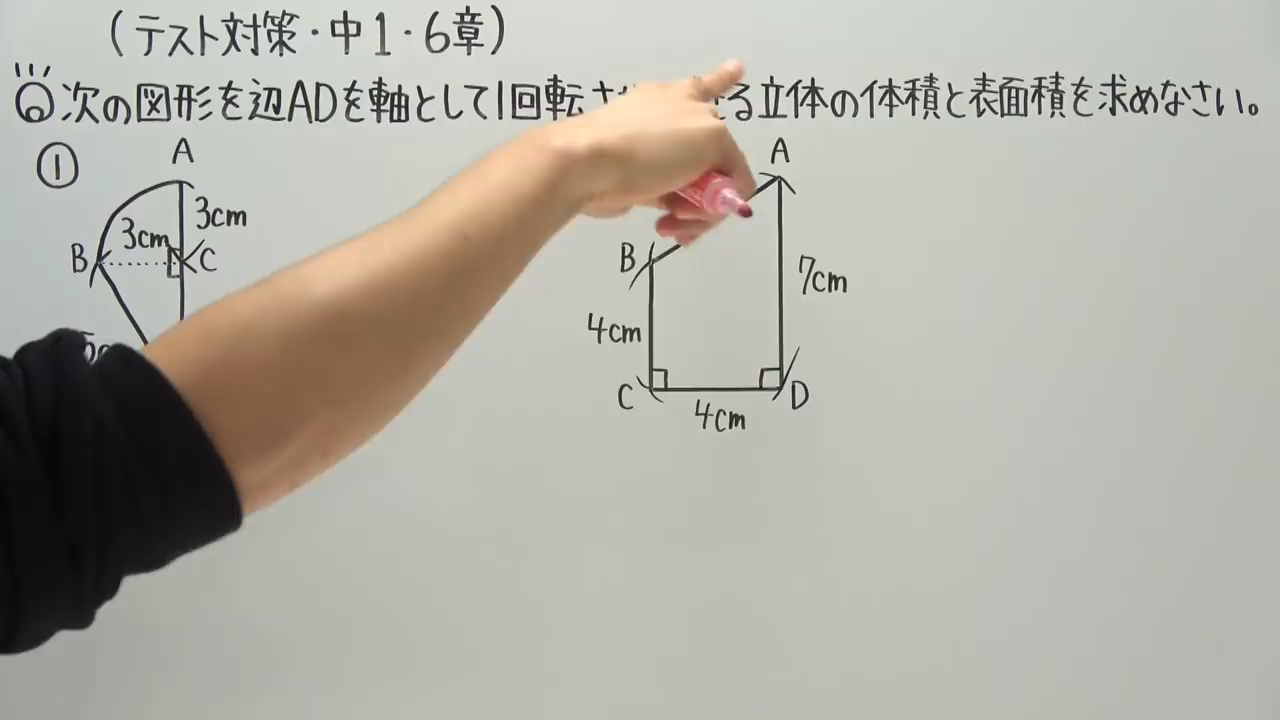 (テスト対策・中1・6章)
次の図形を辺ADを軸として1回転さ る立体の体積と表面積を求めなさい。
①
A
3cm
3cm
B
C
A
B
7cm
4cm
C
D
4cm